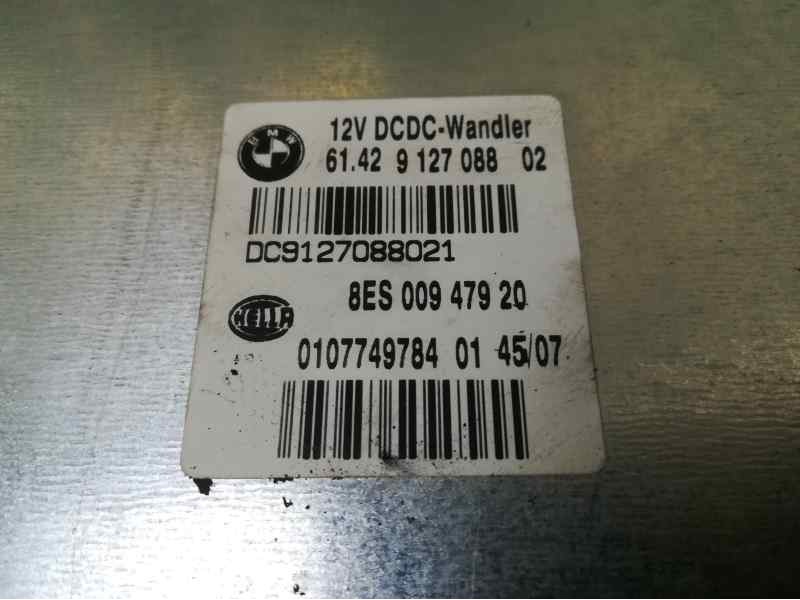 12V DCDC-Wandler
BMW
61.42 9 127 088 02
DC9127088021
8ES 009 479 20
HELLA
0107749784 01 45/07